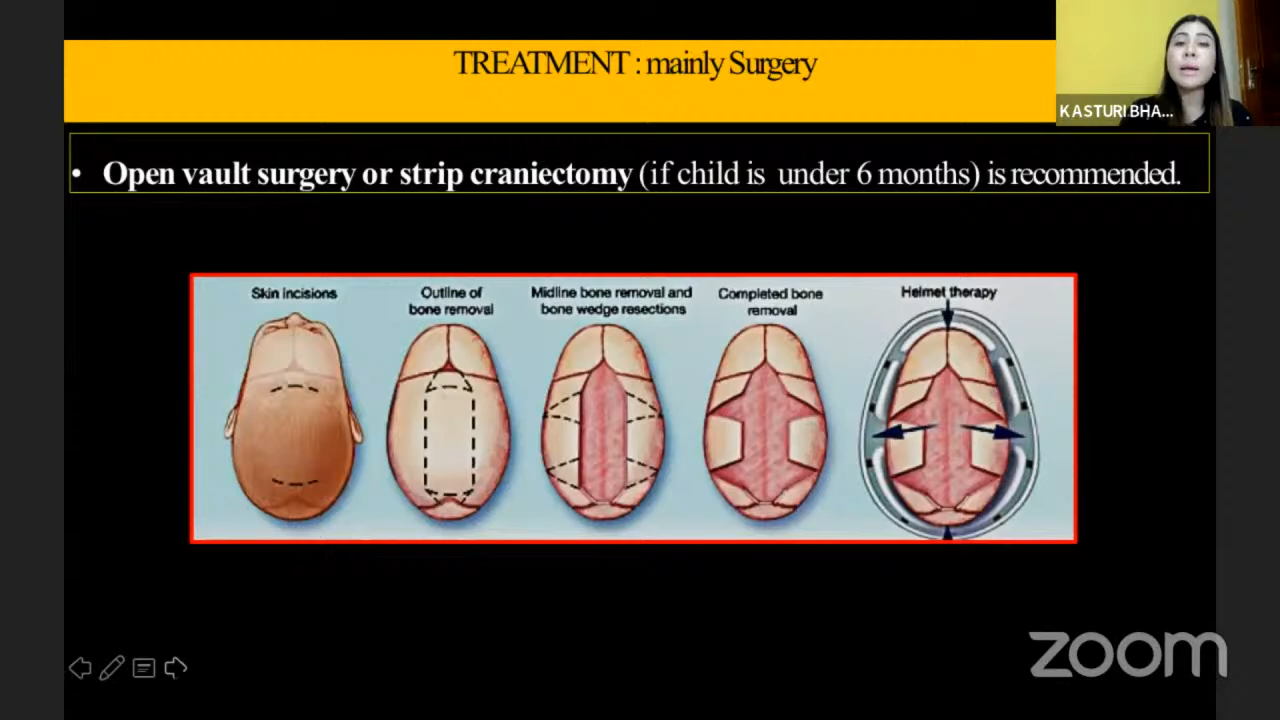 TREATMENT : mainly Surgery
KASTURI BHA...
• Open vault surgery or strip craniectomy (if child is under 6 months) is recommended.
Skin incisions
Outline of
bone removal
Midline bone removal and
bone wedge resections
Completed bone
removal
Helmet therapy
zoom